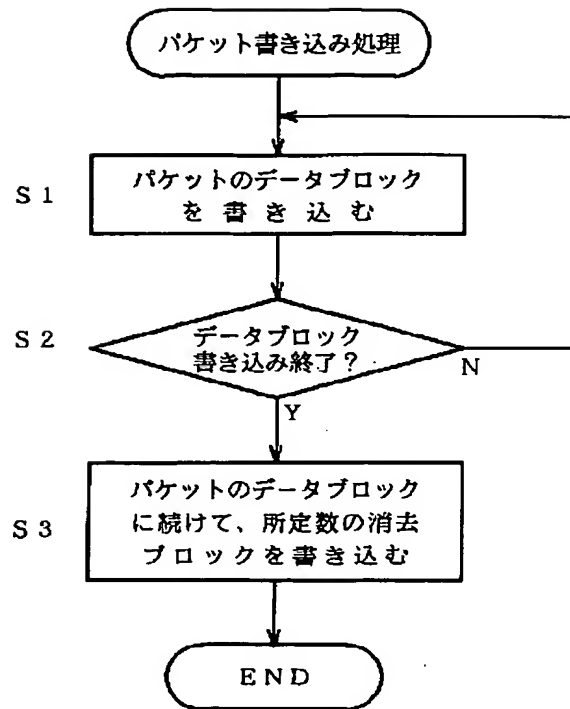 パケット書き込み処理
S1
パケットのデータブロック
を書き込む
S2
データブロック
書き込み終了?
N
Y
S3
パケットのデータブロック
に続けて、所定数の消去
ブロックを書き込む
END